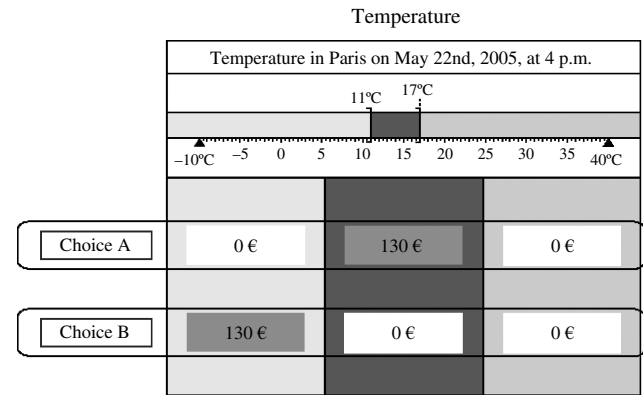 Temperature
Temperature in Paris on May 22nd, 2005, at 4 p.m.
11ºC 17ºC
–10ºC –5 0 5 10 15 20 25 30 35 40ºC
Choice A 0 € 130 € 0 €
Choice B 130 € 0 € 0 €